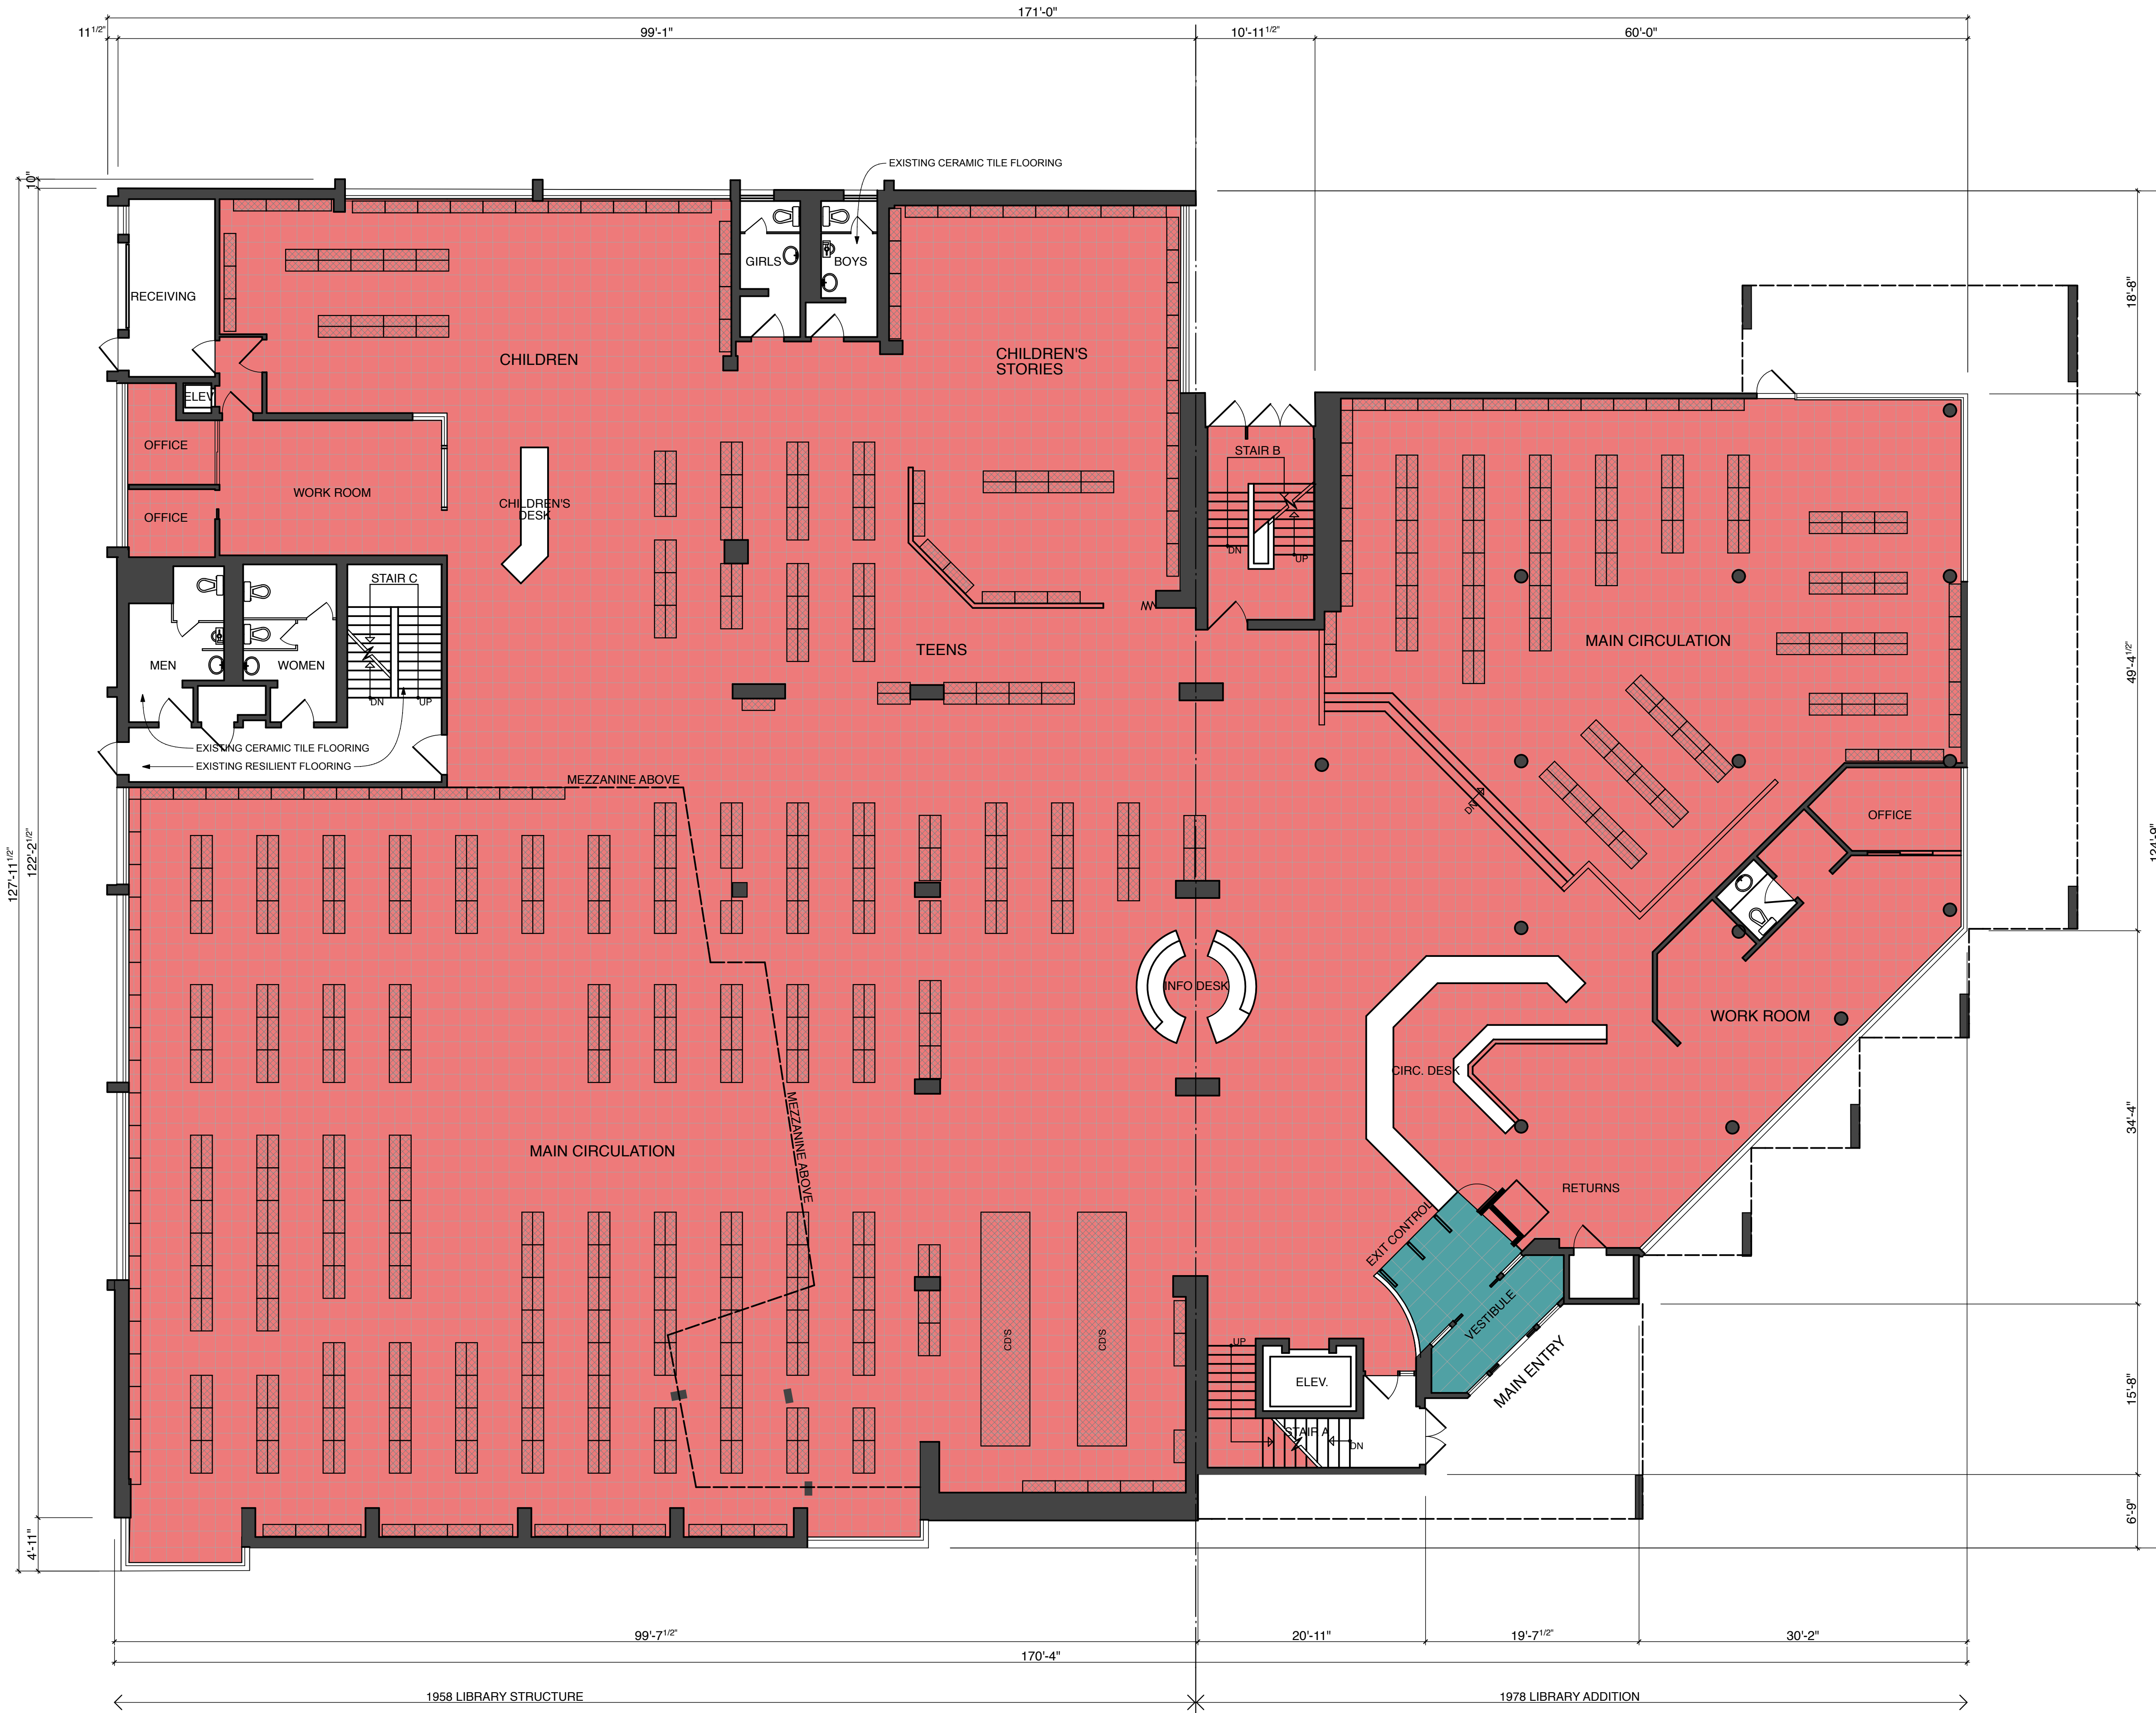 171'-0"
11 1/2"
99'-1"
10'-11 1/2"
60'-0"
10"
EXISTING CERAMIC TILE FLOORING
GIRLS
BOYS
RECEIVING
18'-8"
CHILDREN
CHILDREN'S
STORIES
ELEV
OFFICE
STAIR B
WORK ROOM
CHILDREN'S
DESK
OFFICE
DN
UP
STAIR C
MEN
WOMEN
TEENS
MAIN CIRCULATION
49'-4 1/2"
DN
UP
EXISTING CERAMIC TILE FLOORING
EXISTING RESILIENT FLOORING
MEZZANINE ABOVE
DN
OFFICE
127'-11 1/2"
122'-2 1/2"
124'-9"
INFO DESK
WORK ROOM
CIRC. DESK
MEZZANINE ABOVE
MAIN CIRCULATION
34'-4"
RETURNS
EXIT CONTROL
VESTIBULE
MAIN ENTRY
CD'S
CD'S
UP
ELEV.
STAIR A
DN
15'-8"
4'-11"
6'-9"
99'-7 1/2"
20'-11"
19'-7 1/2"
30'-2"
170'-4"
1958 LIBRARY STRUCTURE
1978 LIBRARY ADDITION